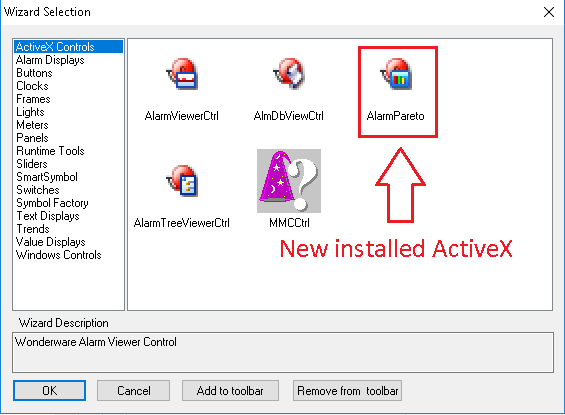 Wizard Selection
ActiveX Controls
Alarm Displays
Buttons
Clocks
Frames
Lights
Meters
Panels
Runtime Tools
Sliders
SmartSymbol
Switches
Symbol Factory
Text Displays
Trends
Value Displays
Windows Controls
AlarmViewerCtrl
AlmDbViewCtrl
AlarmPareto
AlarmTreeViewerCtrl
MMCCtrl
New installed ActiveX
Wizard Description
Wonderware Alarm Viewer Control
OK
Cancel
Add to toolbar
Remove from toolbar